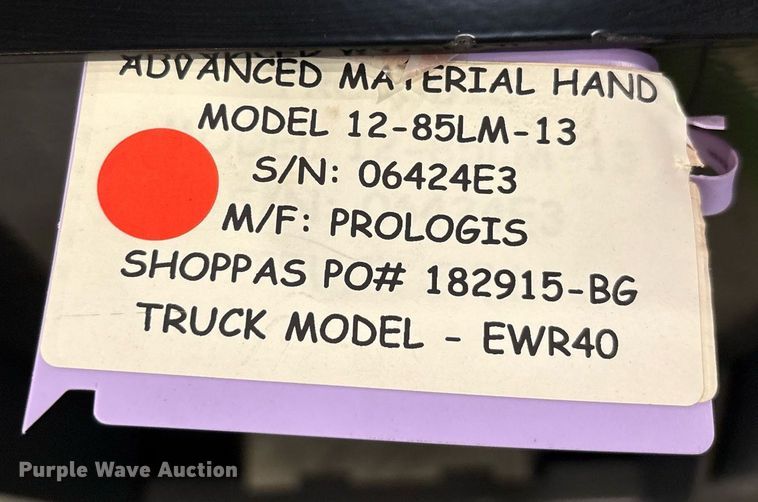 ADVANCED MATERIAL HAND
MODEL 12-85LM-13
S/N: 06424E3
M/F: PROLOGIS
SHOPPAS PO# 182915-BG
TRUCK MODEL - EWR40
Purple Wave Auction